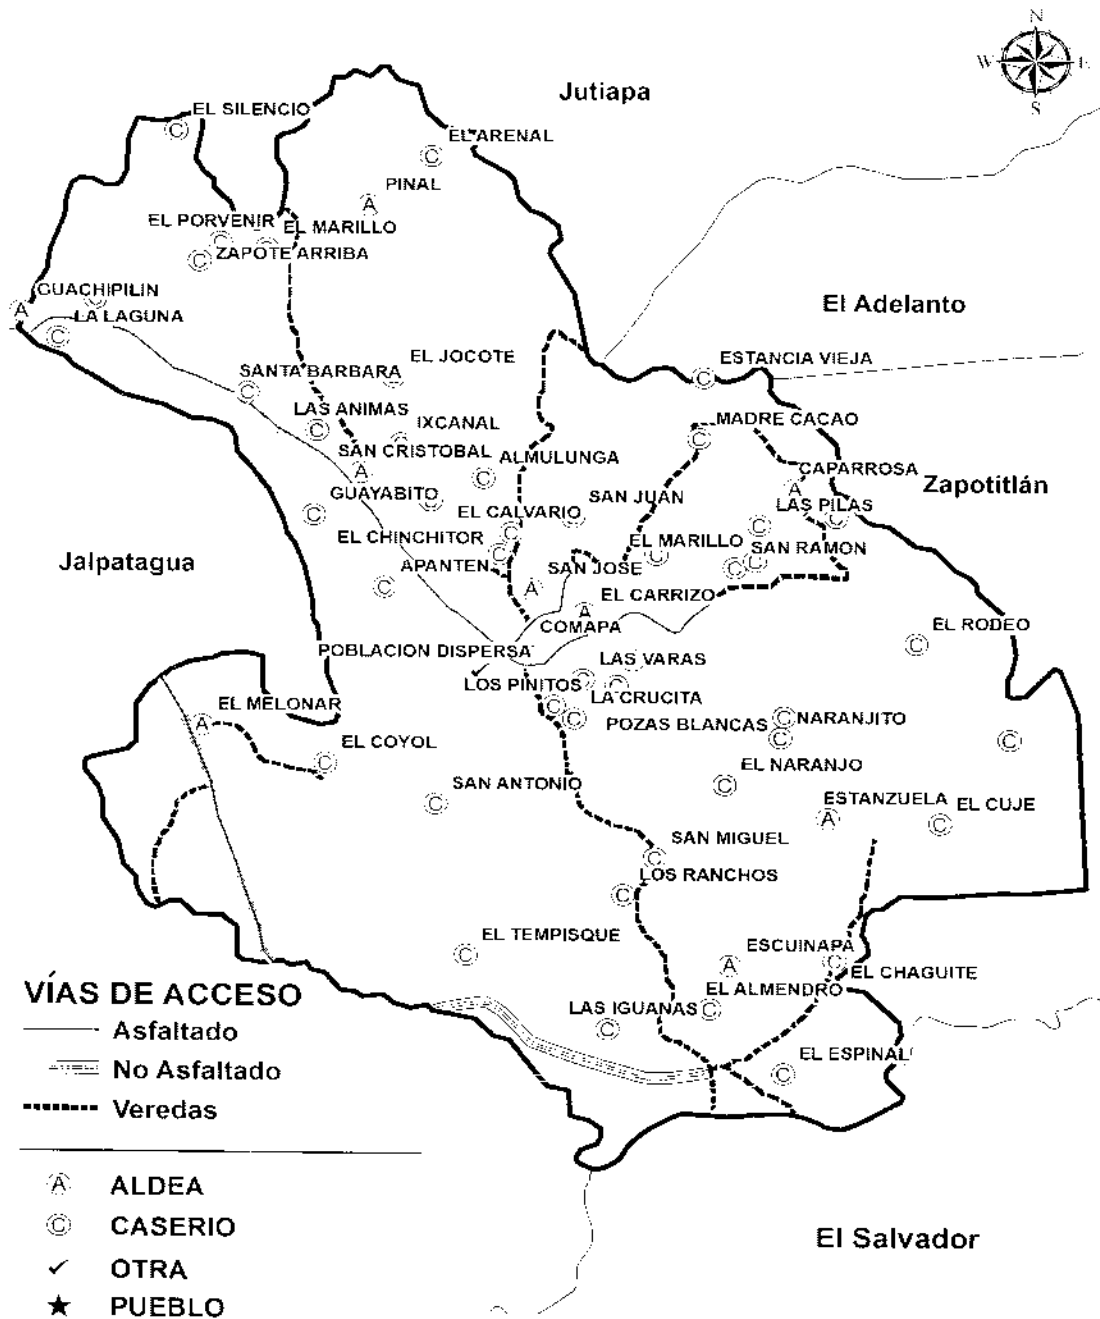 N
W E
S
Jutiapa
EL SILENCIO
EL ARENAL
PINAL
EL PORVENIR
EL MARILLO
ZAPOTE ARRIBA
GUACHIPILIN
LA LAGUNA
El Adelanto
EL JOCOTE
ESTANCIA VIEJA
SANTA BARBARA
LAS ANIMAS
IXCANAL
MADRE CACAO
SAN CRISTOBAL
ALMULUNGA
CAPARROSA
Zapotitlán
GUAYABITO
SAN JUAN
LAS PILAS
EL CALVARIO
EL CHINCHITOR
EL MARILLO
SAN RAMON
Jalpatagua
APANTEN
SAN JOSE
EL CARRIZO
COMAPA
EL RODEO
POBLACION DISPERSA
LAS VARAS
LOS PINITOS
LA CRUCITA
EL MELONAR
POZAS BLANCAS
NARANJITO
EL COYOL
EL NARANJO
SAN ANTONIO
ESTANZUELA
EL CUJE
SAN MIGUEL
LOS RANCHOS
EL TEMPISQUE
ESCUINAPA
EL CHAGUITE
EL ALMENDRO
LAS IGUANAS
EL ESPINAL
VÍAS DE ACCESO
Asfaltado
No Asfaltado
Veredas
A ALDEA
C CASERIO
OTRA
PUEBLO
El Salvador